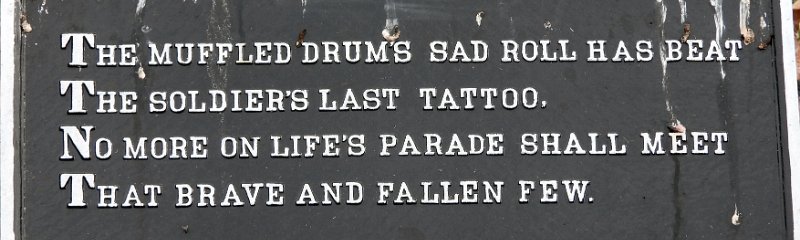 THE MUFFLED DRUM'S SAD ROLL HAS BEAT
THE SOLDIER'S LAST TATTOO,
NO MORE ON LIFE'S PARADE SHALL MEET
THAT BRAVE AND FALLEN FEW.